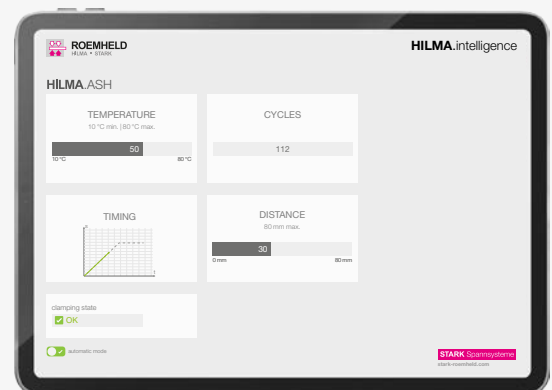 ROEMHELD
HILMA • STARK
HILMA.intelligence
HILMA.ASH
TEMPERATURE
10 °C min. | 80 °C max.
50
10 °C
80 °C
CYCLES
112
TIMING
s
t
DISTANCE
80 mm max.
30
0 mm
80 mm
clamping state
OK
automatic mode
STARK Spannsysteme
stark-roemheld.com